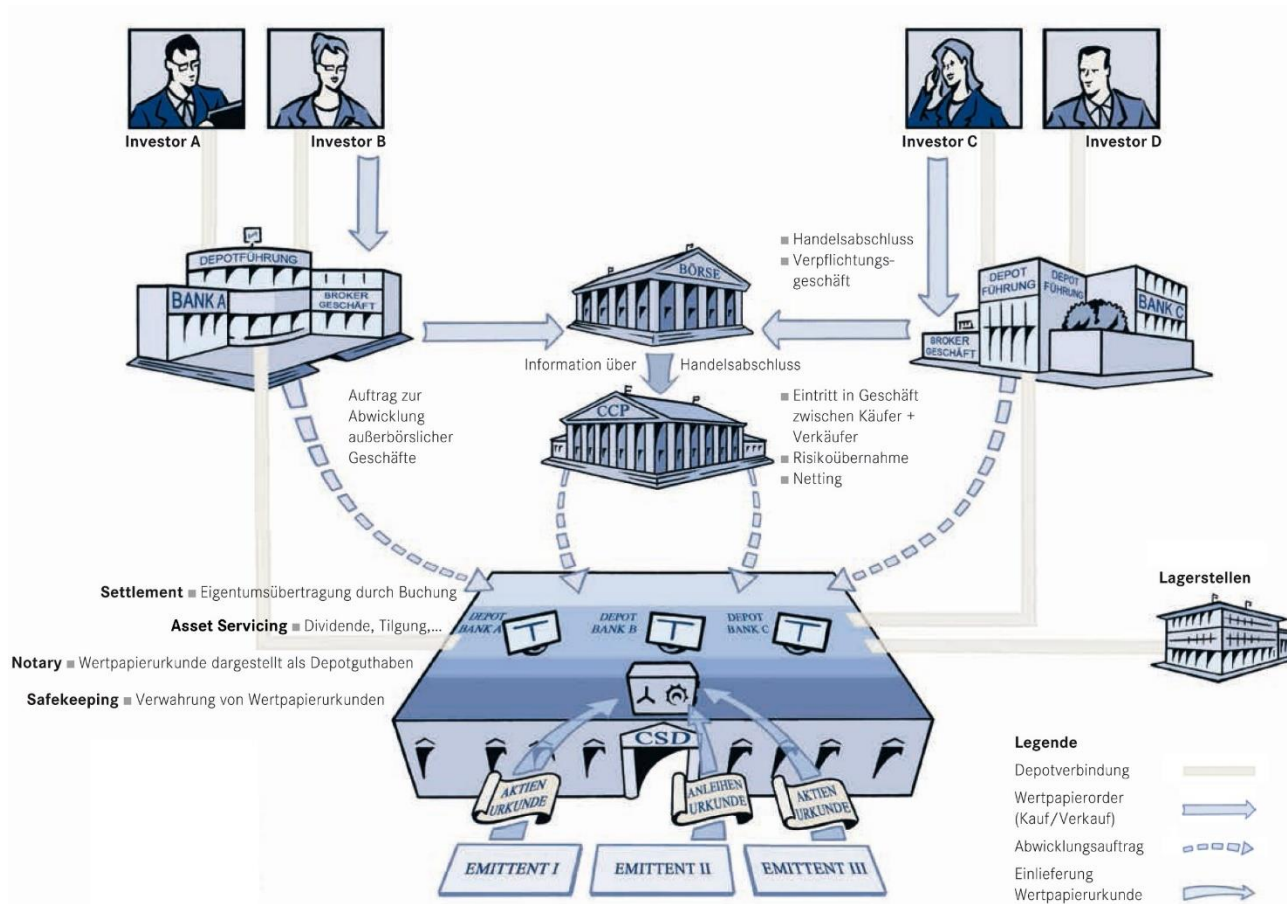 Investor A
Investor B
Investor C
Investor D
DEPOTFÜHRUNG
BANK A
BROKER
GESCHÄFT
BÖRSE
■ Handelsabschluss
■ Verpflichtungs-
geschäft
DEPOT
FÜHRUNG
DEPOT
FÜHRUNG
BANK C
BROKER
GESCHÄFT
Information über
Handelsabschluss
Auftrag zur
Abwicklung
außerbörslicher
Geschäfte
CCP
■ Eintritt in Geschäft
zwischen Käufer +
Verkäufer
■ Risikoübernahme
■ Netting
Settlement ■ Eigentumsübertragung durch Buchung
Asset Servicing ■ Dividende, Tilgung,...
Notary ■ Wertpapierurkunde dargestellt als Depotguthaben
Safekeeping ■ Verwahrung von Wertpapierurkunden
DEPOT
BANK A
DEPOT
BANK B
DEPOT
BANK C
Lagerstellen
CSD
AKTIEN
URKUNDE
ANLEIHEN
URKUNDE
AKTIEN
URKUNDE
EMITTENT I
EMITTENT II
EMITTENT III
Legende
Depotverbindung
Wertpapierorder
(Kauf/Verkauf)
Abwicklungsauftrag
Einlieferung
Wertpapierurkunde